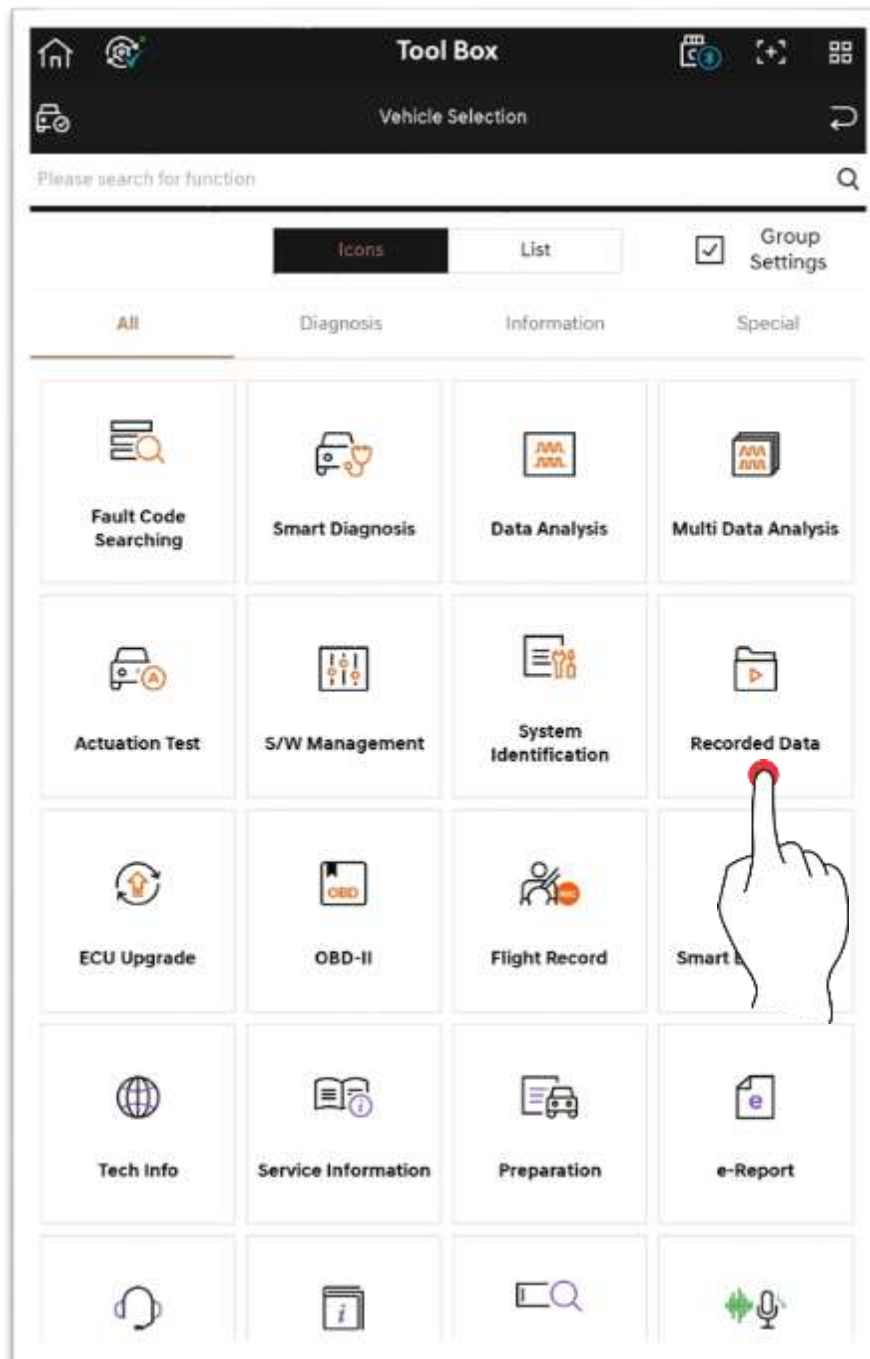 Tool Box
Vehicle Selection
Please search for function
Icons
List
Group
Settings
All
Diagnosis
Information
Special
Fault Code
Searching
Smart Diagnosis
Data Analysis
Multi Data Analysis
Actuation Test
S/W Management
System
Identification
Recorded Data
OBD
ECU Upgrade
OBD-II
Flight Record
Smart
i
e
Tech Info
Service Information
Preparation
e-Report
i